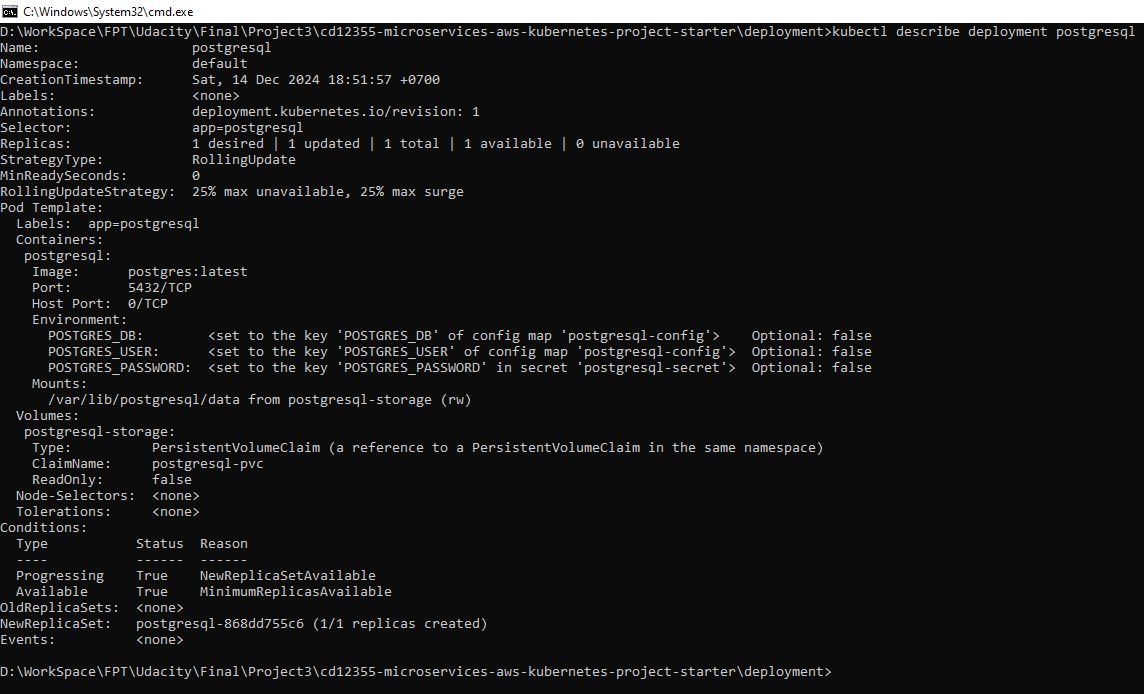 C:\Windows\System32\cmd.exe
D:\WorkSpace\FPT\Udacity\Final\Project3\cd12355-microservices-aws-kubernetes-project-starter\deployment>kubectl describe deployment postgresql
Name:                   postgresql
Namespace:              default
CreationTimestamp:      Sat, 14 Dec 2024 18:51:57 +0700
Labels:                 <none>
Annotations:            deployment.kubernetes.io/revision: 1
Selector:               app=postgresql
Replicas:               1 desired | 1 updated | 1 total | 1 available | 0 unavailable
StrategyType:           RollingUpdate
MinReadySeconds:        0
RollingUpdateStrategy:  25% max unavailable, 25% max surge
Pod Template:
  Labels:  app=postgresql
  Containers:
   postgresql:
    Image:      postgres:latest
    Port:       5432/TCP
    Host Port:  0/TCP
    Environment:
      POSTGRES_DB:        <set to the key 'POSTGRES_DB' of config map 'postgresql-config'>    Optional: false
      POSTGRES_USER:      <set to the key 'POSTGRES_USER' of config map 'postgresql-config'>  Optional: false
      POSTGRES_PASSWORD:  <set to the key 'POSTGRES_PASSWORD' in secret 'postgresql-secret'>  Optional: false
    Mounts:
      /var/lib/postgresql/data from postgresql-storage (rw)
  Volumes:
   postgresql-storage:
    Type:          PersistentVolumeClaim (a reference to a PersistentVolumeClaim in the same namespace)
    ClaimName:     postgresql-pvc
    ReadOnly:      false
  Node-Selectors:  <none>
  Tolerations:     <none>
Conditions:
  Type           Status  Reason
  ----           ------  ------
  Progressing    True    NewReplicaSetAvailable
  Available      True    MinimumReplicasAvailable
OldReplicaSets:  <none>
NewReplicaSet:   postgresql-868dd755c6 (1/1 replicas created)
Events:          <none>
D:\WorkSpace\FPT\Udacity\Final\Project3\cd12355-microservices-aws-kubernetes-project-starter\deployment>